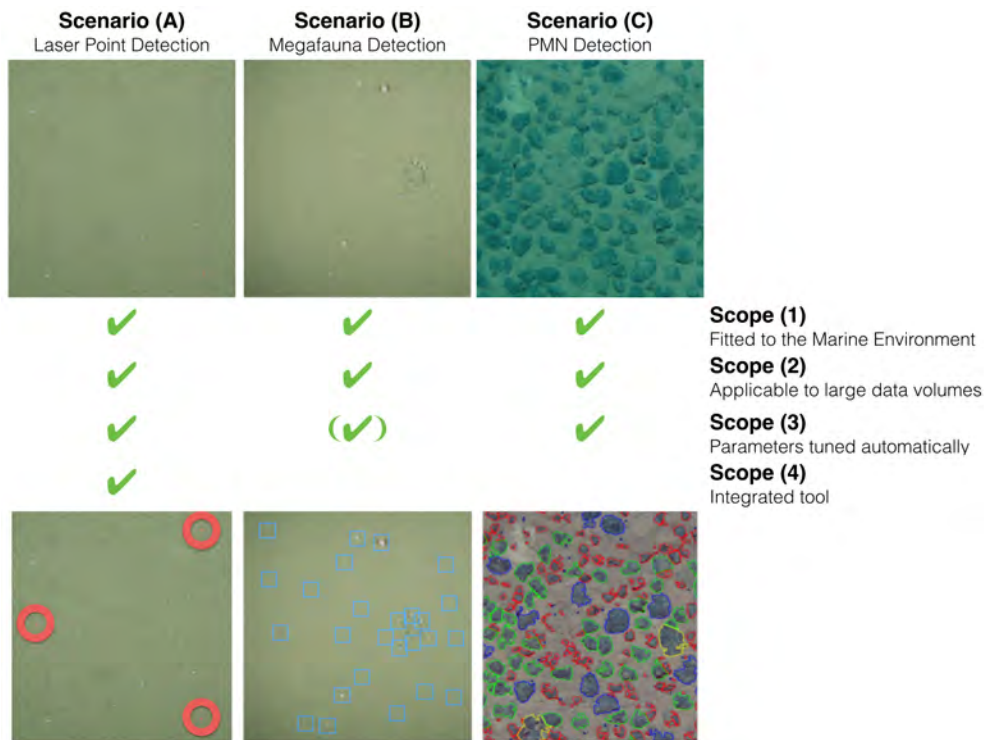 Scenario (A)
Laser Point Detection
Scenario (B)
Megafauna Detection
Scenario (C)
PMN Detection
Scope (1)
Fitted to the Marine Environment
Scope (2)
Applicable to large data volumes
Scope (3)
Parameters tuned automatically
Scope (4)
Integrated tool